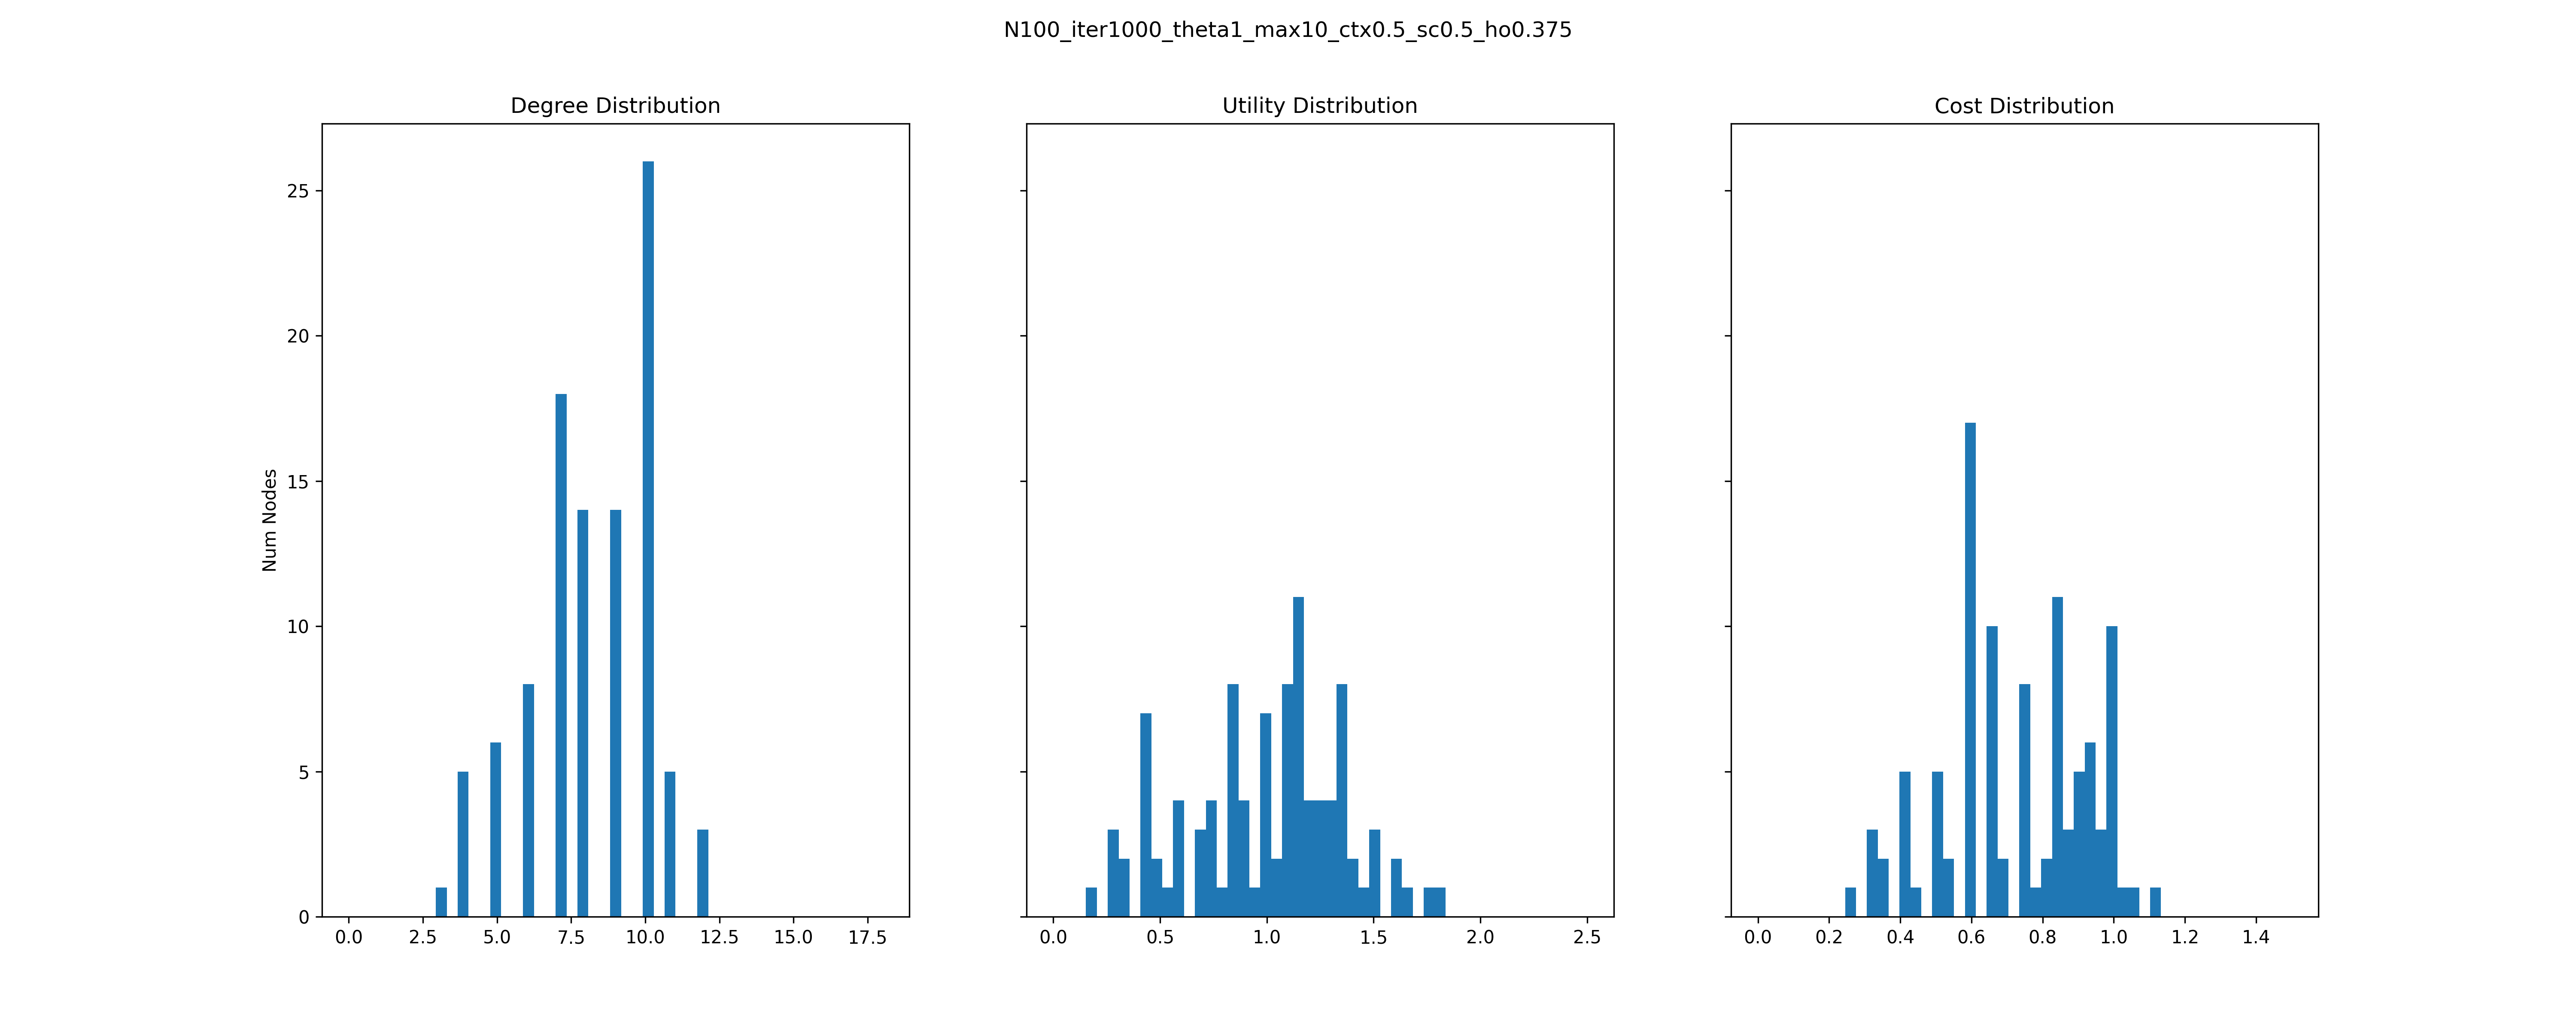 N100_iter1000_theta1_max10_ctx0.5_sc0.5_ho0.375
Degree Distribution
Utility Distribution
Cost Distribution
Num Nodes
25
20
15
10
5
0
0.0 2.5 5.0 7.5 10.0 12.5 15.0 17.5
0.0 0.5 1.0 1.5 2.0 2.5
0.0 0.2 0.4 0.6 0.8 1.0 1.2 1.4